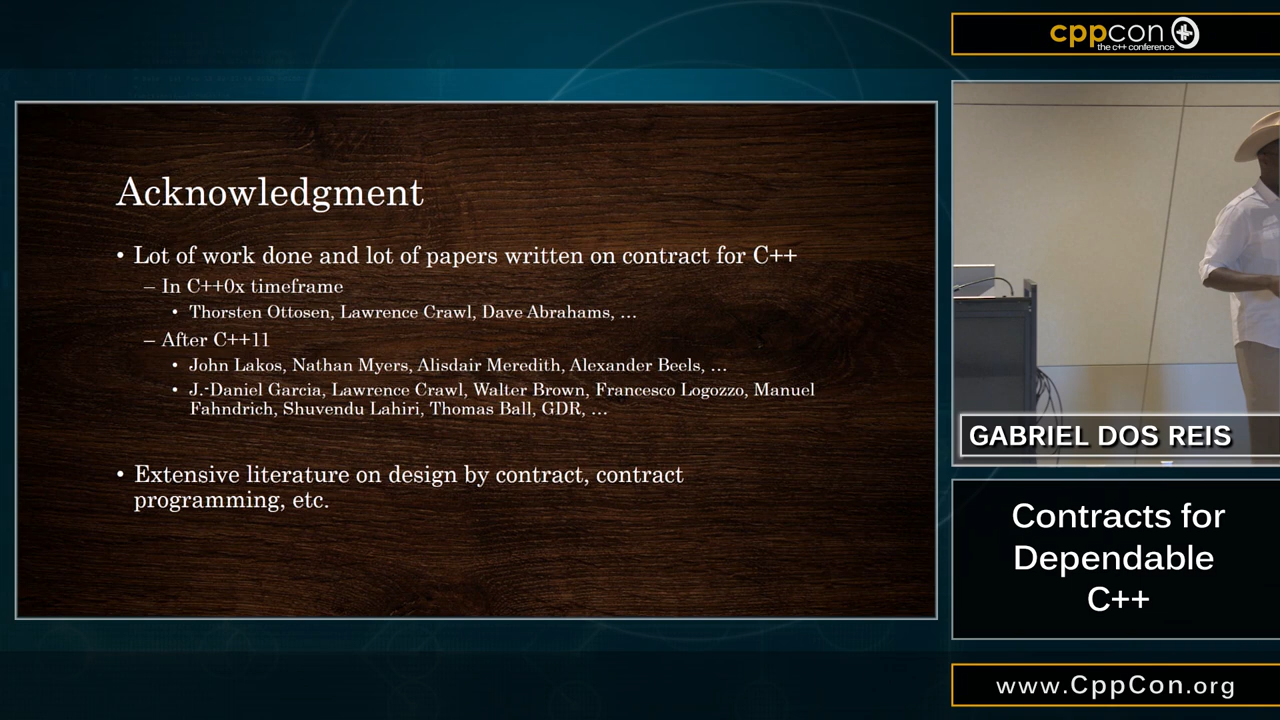 cppcon
the c++ conference
Acknowledgment
• Lot of work done and lot of papers written on contract for C++
– In C++0x timeframe
• Thorsten Ottosen, Lawrence Crawl, Dave Abrahams, …
– After C++11
• John Lakos, Nathan Myers, Alisdair Meredith, Alexander Beels, …
• J.-Daniel Garcia, Lawrence Crawl, Walter Brown, Francesco Logozzo, Manuel
Fahndrich, Shuvendu Lahiri, Thomas Ball, GDR, …
• Extensive literature on design by contract, contract
programming, etc.
GABRIEL DOS REIS
Contracts for
Dependable
C++
www.CppCon.org